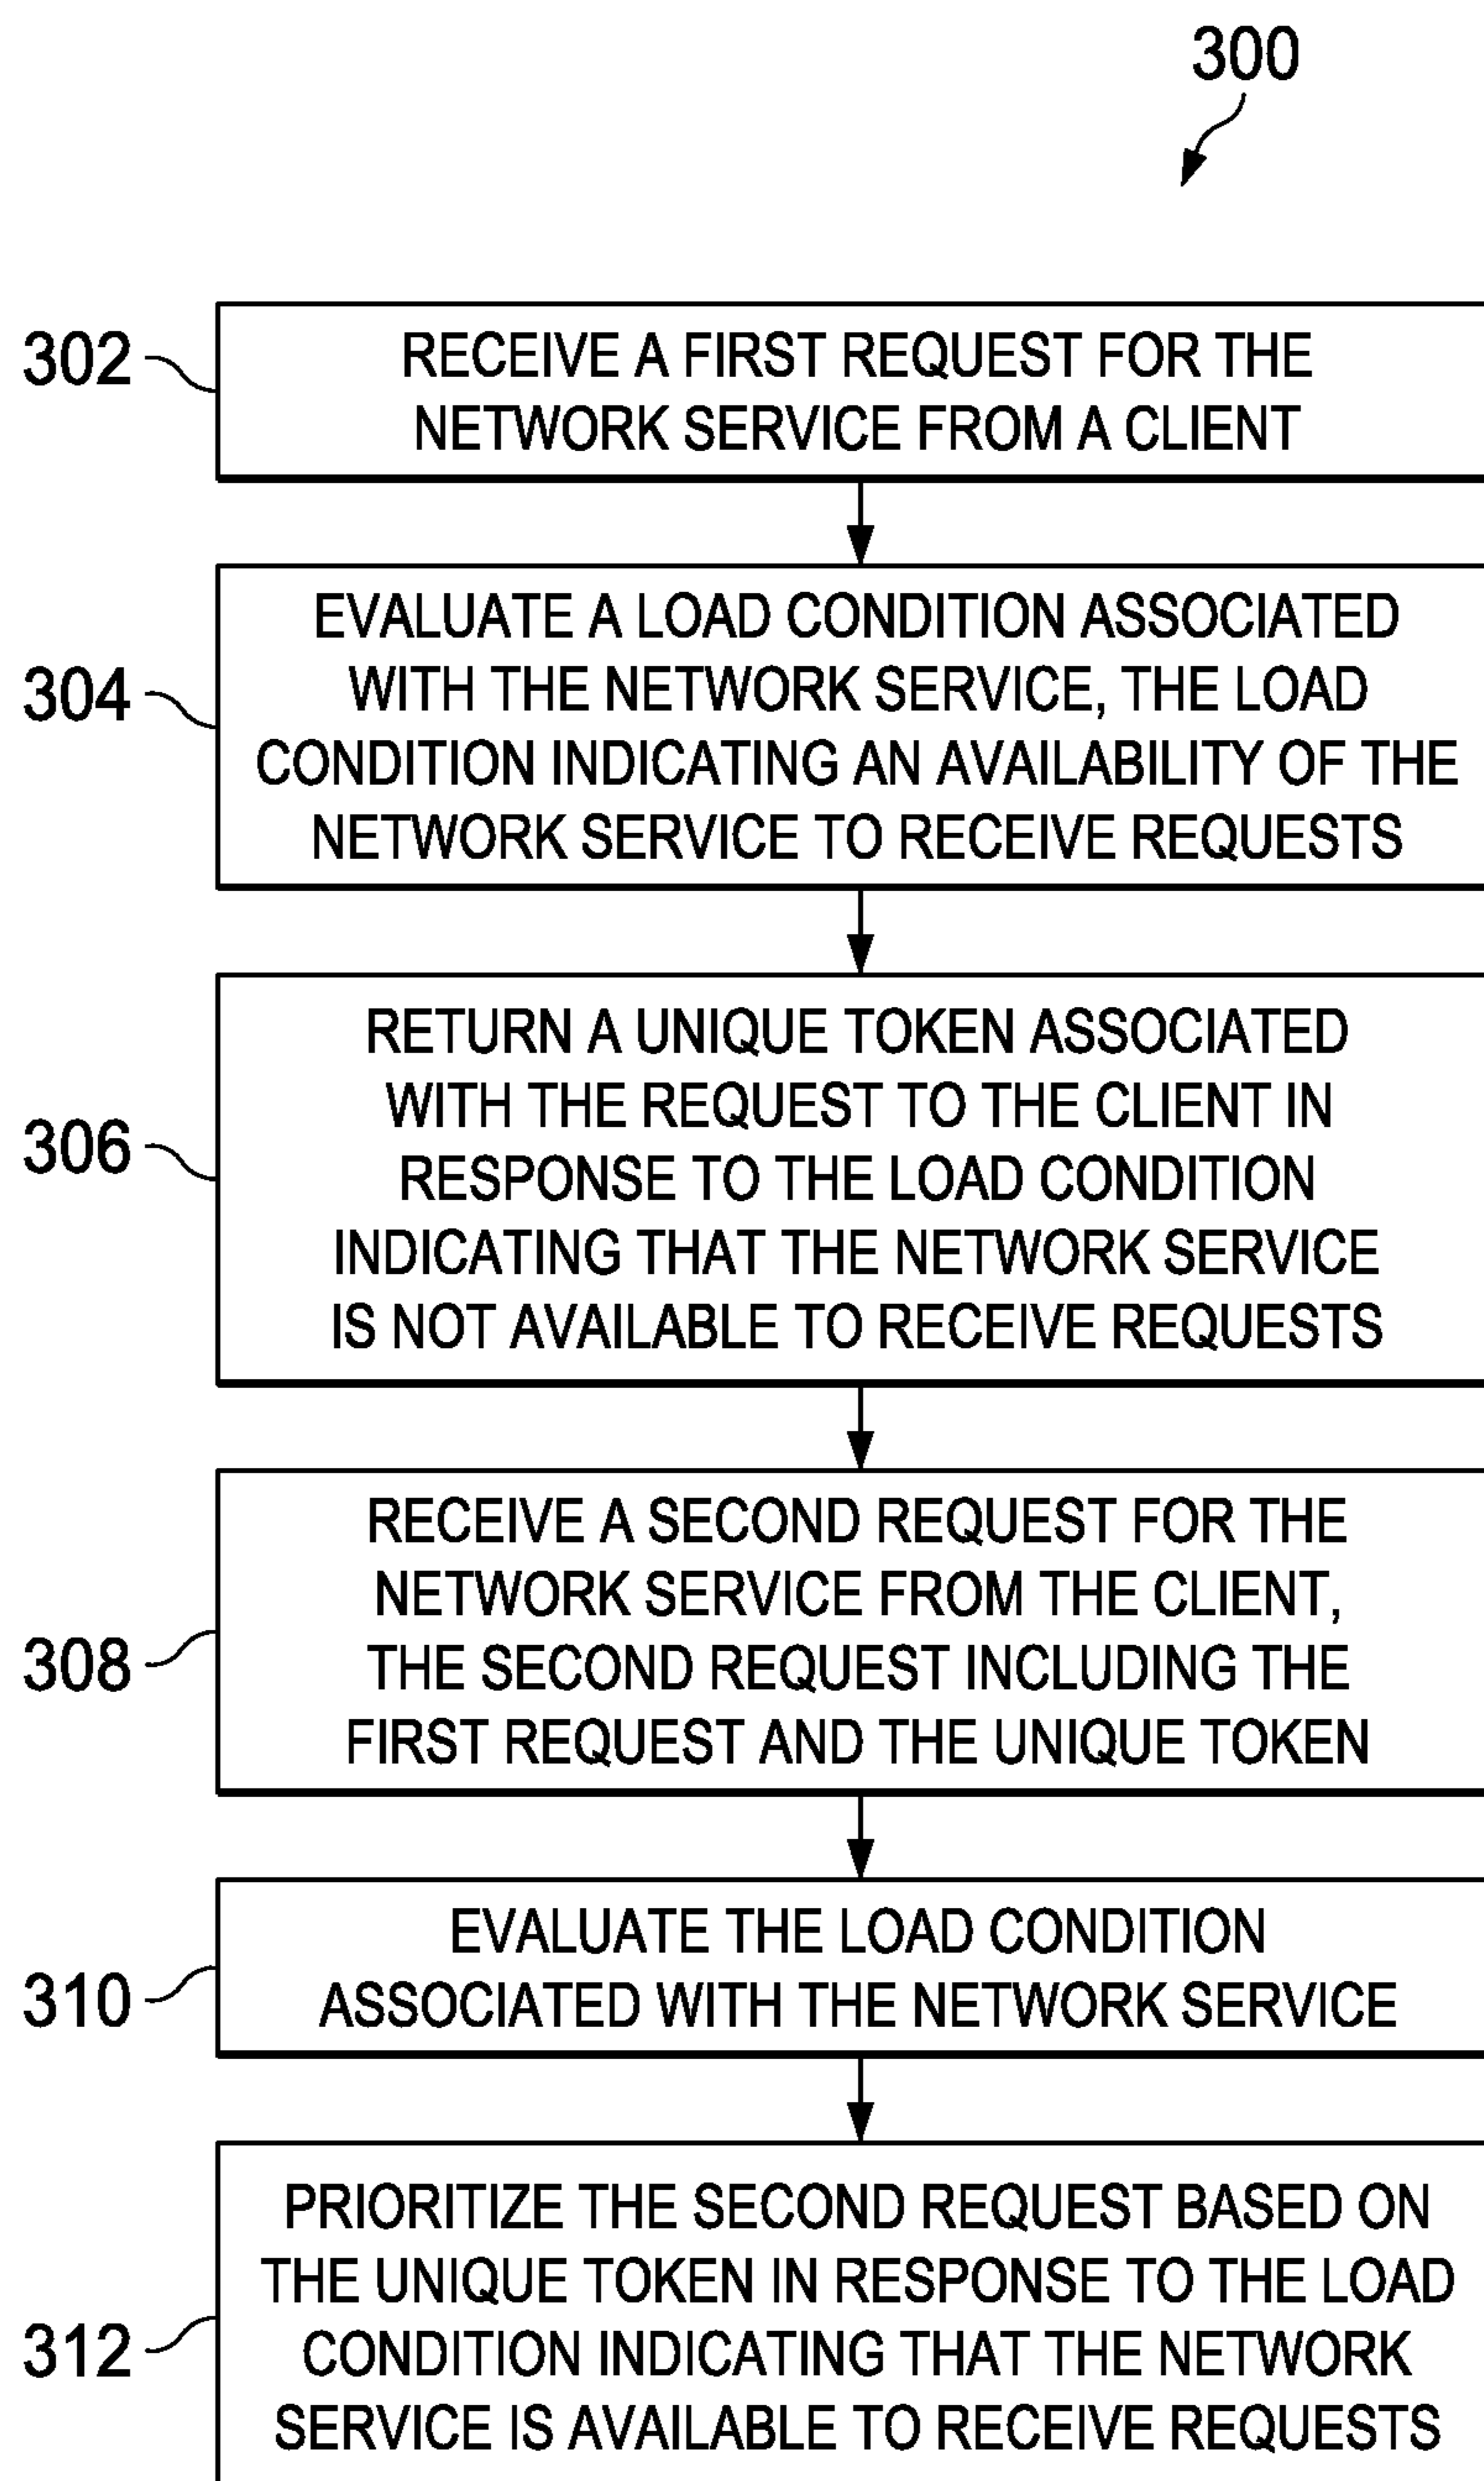 300
302
RECEIVE A FIRST REQUEST FOR THE
NETWORK SERVICE FROM A CLIENT
304
EVALUATE A LOAD CONDITION ASSOCIATED
WITH THE NETWORK SERVICE, THE LOAD
CONDITION INDICATING AN AVAILABILITY OF THE
NETWORK SERVICE TO RECEIVE REQUESTS
306
RETURN A UNIQUE TOKEN ASSOCIATED
WITH THE REQUEST TO THE CLIENT IN
RESPONSE TO THE LOAD CONDITION
INDICATING THAT THE NETWORK SERVICE
IS NOT AVAILABLE TO RECEIVE REQUESTS
308
RECEIVE A SECOND REQUEST FOR THE
NETWORK SERVICE FROM THE CLIENT,
THE SECOND REQUEST INCLUDING THE
FIRST REQUEST AND THE UNIQUE TOKEN
310
EVALUATE THE LOAD CONDITION
ASSOCIATED WITH THE NETWORK SERVICE
312
PRIORITIZE THE SECOND REQUEST BASED ON
THE UNIQUE TOKEN IN RESPONSE TO THE LOAD
CONDITION INDICATING THAT THE NETWORK
SERVICE IS AVAILABLE TO RECEIVE REQUESTS